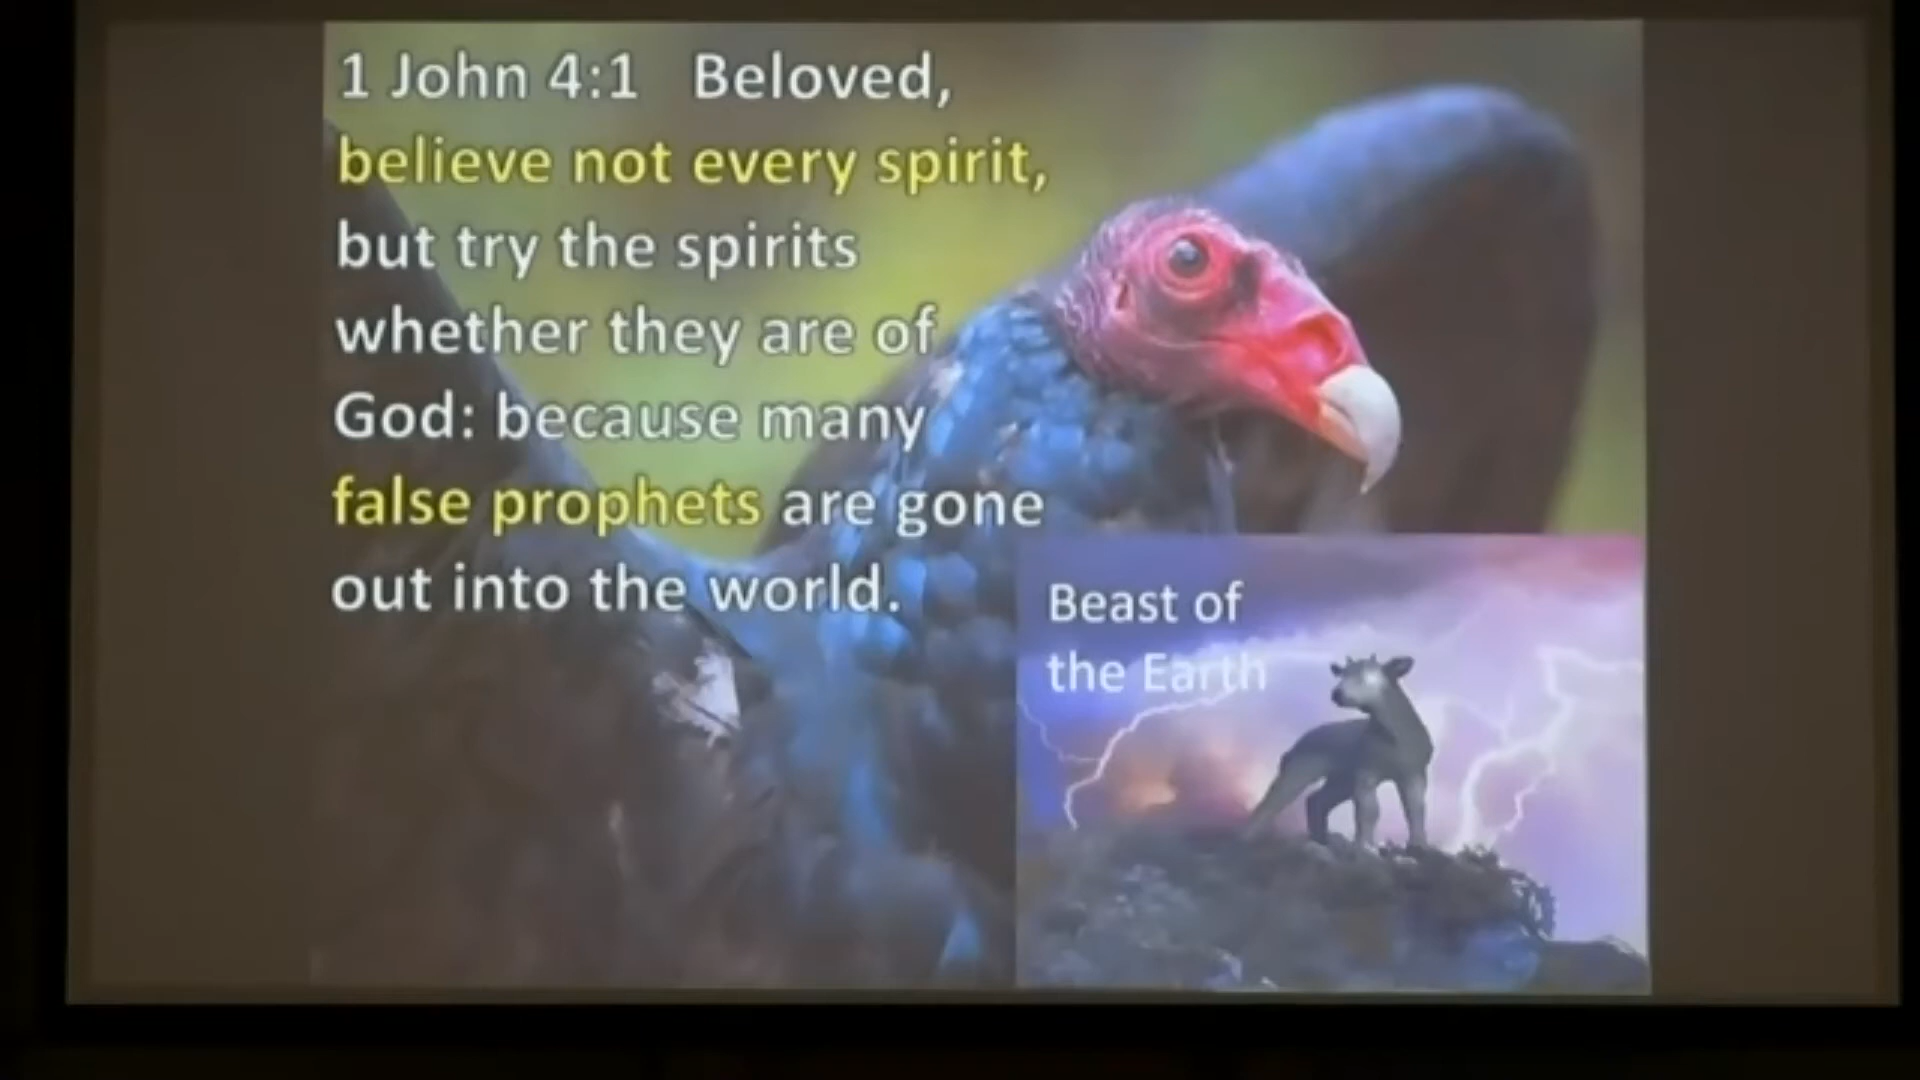 1 John 4:1 Beloved,
believe not every spirit,
but try the spirits
whether they are of
God: because many
false prophets are gone
out into the world.
Beast of
the Earth